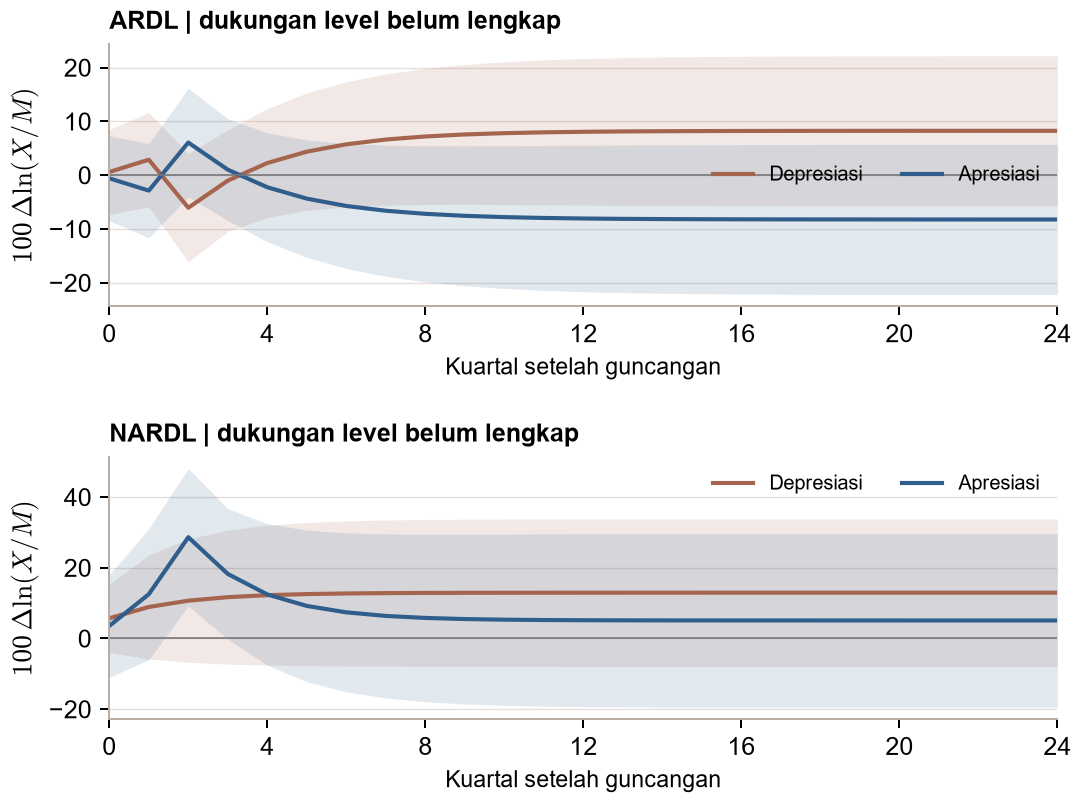 ARDL | dukungan level belum lengkap
100 Δln(X/M)
20
10
0
−10
−20
Depresiasi
Apresiasi
0 4 8 12 16 20 24
Kuartal setelah guncangan
NARDL | dukungan level belum lengkap
100 Δln(X/M)
40
20
0
−20
Depresiasi
Apresiasi
0 4 8 12 16 20 24
Kuartal setelah guncangan